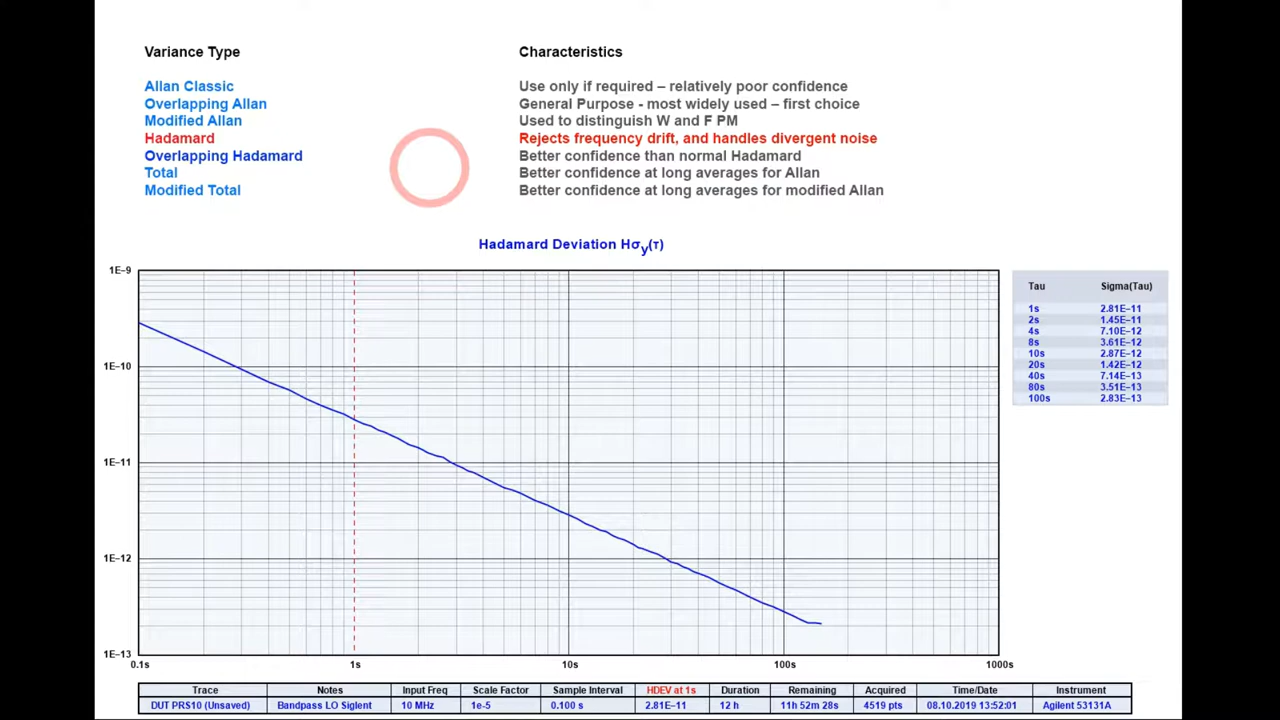 Variance Type Characteristics
Allan Classic Use only if required – relatively poor confidence
Overlapping Allan General Purpose - most widely used – first choice
Modified Allan Used to distinguish W and F PM
Hadamard Rejects frequency drift, and handles divergent noise
Overlapping Hadamard Better confidence than normal Hadamard
Total Better confidence at long averages for Allan
Modified Total Better confidence at long averages for modified Allan
Hadamard Deviation Hσy(τ)
1E–9
1E–10
1E–11
1E–12
1E–13
0.1s 1s 10s 100s 1000s
Tau Sigma(Tau)
1s 2.81E–11
2s 1.45E–11
4s 7.10E–12
8s 3.61E–12
10s 2.87E–12
20s 1.42E–12
40s 7.14E–13
80s 3.51E–13
100s 2.83E–13
Trace Notes Input Freq Scale Factor Sample Interval HDEV at 1s Duration Remaining Acquired Time/Date Instrument
DUT PRS10 (Unsaved) Bandpass LO Siglent 10 MHz 1e-5 0.100 s 2.81E–11 12 h 11h 52m 28s 4519 pts 08.10.2019 13:52:01 Agilent 53131A